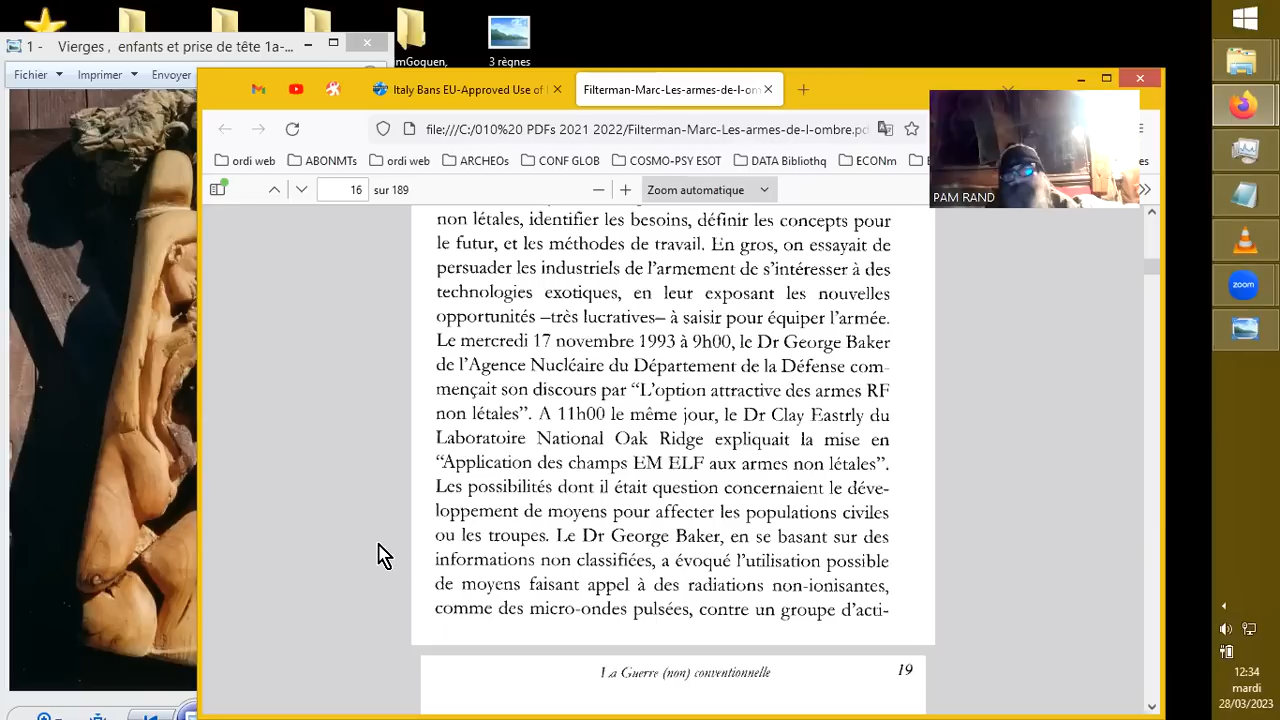 mGoquen,
3 règnes
1 - Vierges , enfants et prise de tête 1a-...
Fichier
Imprimer
Envoyer
Italy Bans EU-Approved Use of
Filterman-Marc-Les-armes-de-l-om
file:///C:/010%20 PDFs 2021 2022/Filterman-Marc-Les-armes-de-l-ombre.pd
ordi web
ABONMTs
ordi web
ARCHEOs
CONF GLOB
COSMO-PSY ESOT
DATA Bibliothq
ECONm
es
16 sur 189
Zoom automatique
PAM RAND
non létales, identifier les besoins, définir les concepts pour
le futur, et les méthodes de travail. En gros, on essayait de
persuader les industriels de l'armement de s'intéresser à des
technologies exotiques, en leur exposant les nouvelles
opportunités –très lucratives– à saisir pour équiper l'armée.
Le mercredi 17 novembre 1993 à 9h00, le Dr George Baker
de l'Agence Nucléaire du Département de la Défense com-
mençait son discours par "L'option attractive des armes RF
non létales". A 11h00 le même jour, le Dr Clay Eastrly du
Laboratoire National Oak Ridge expliquait la mise en
"Application des champs EM ELF aux armes non létales".
Les possibilités dont il était question concernaient le déve-
loppement de moyens pour affecter les populations civiles
ou les troupes. Le Dr George Baker, en se basant sur des
informations non classifiées, a évoqué l'utilisation possible
de moyens faisant appel à des radiations non-ionisantes,
comme des micro-ondes pulsées, contre un groupe d'acti-
La Guerre (non) conventionnelle
19
zoom
12:34
mardi
28/03/2023